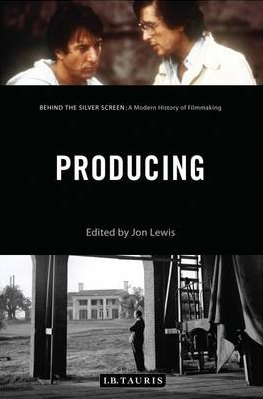 BEHIND THE SILVER SCREEN: A Modern History of Filmmaking
PRODUCING
Edited by Jon Lewis
I.B. TAURIS